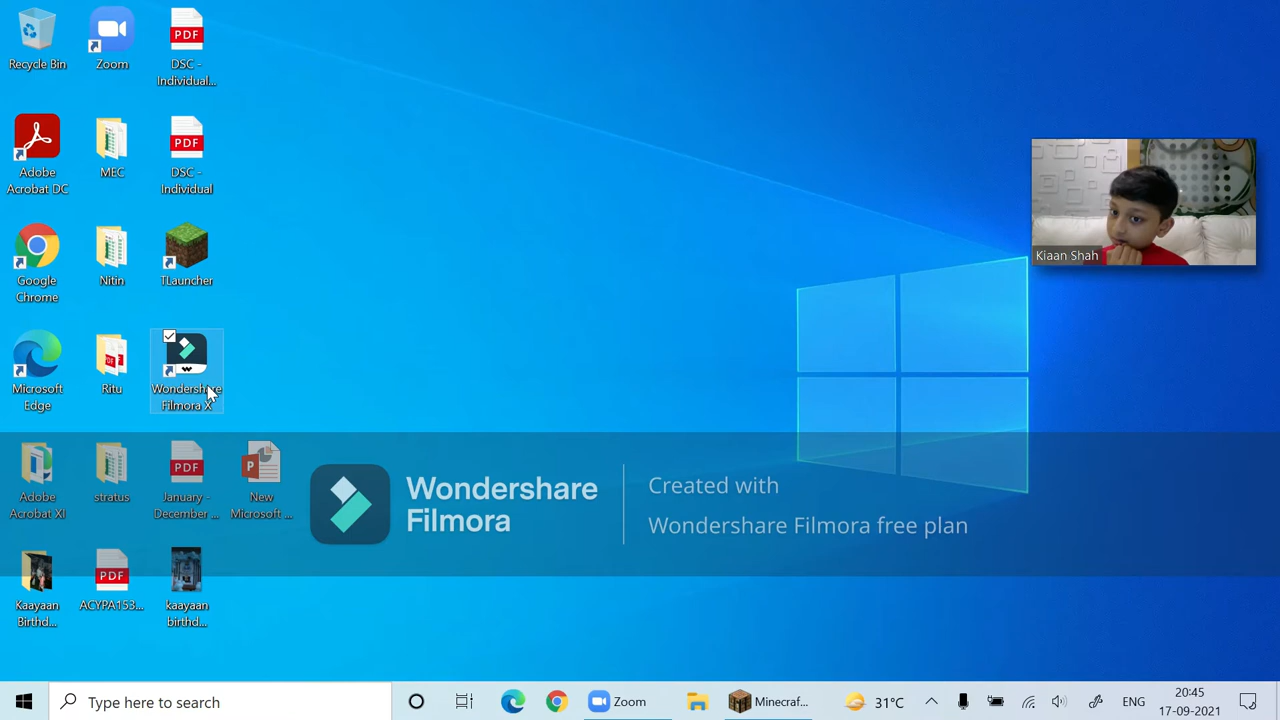 Recycle Bin
Zoom
PDF
DSC -
Individual...
Adobe
Acrobat DC
MEC
PDF
DSC -
Individual
Google
Chrome
Nitin
TLauncher
Kiaan Shah
Microsoft
Edge
PDF
Ritu
Wondershare
Filmora X
Adobe
Acrobat XI
stratus
PDF
January -
December ...
P
New
Microsoft ...
Wondershare
Filmora
Created with
Wondershare Filmora free plan
Kaayaan
Birthd...
PDF
ACYPA153...
kaayaan
birthd...
Type here to search
Zoom
Minecraf...
31°C
ENG
20:45
17-09-2021